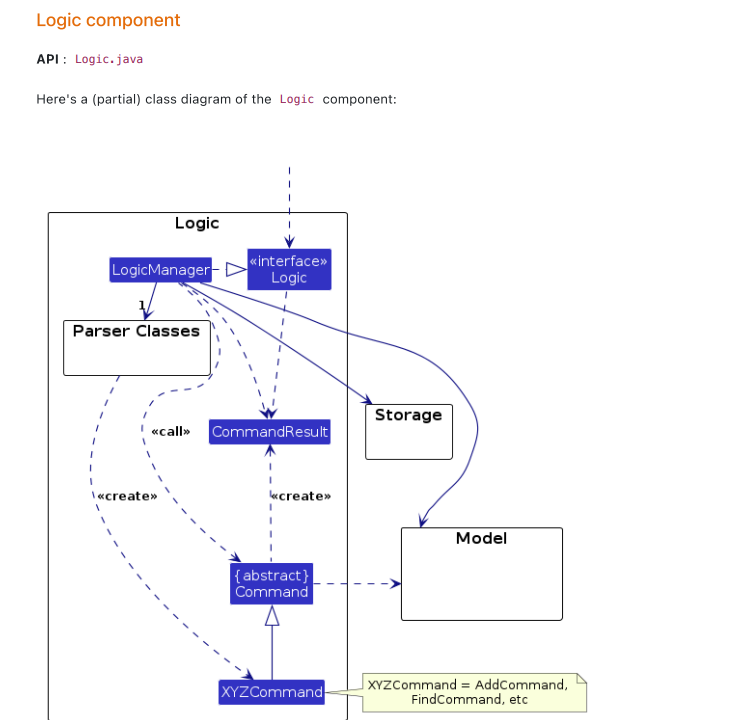 Logic component
API : Logic.java
Here's a (partial) class diagram of the Logic component:
Logic
LogicManager
«interface»
Logic
1
Parser Classes
Storage
«call»
CommandResult
«create»
«create»
Model
{abstract}
Command
XYZCommand
XYZCommand = AddCommand,
FindCommand, etc